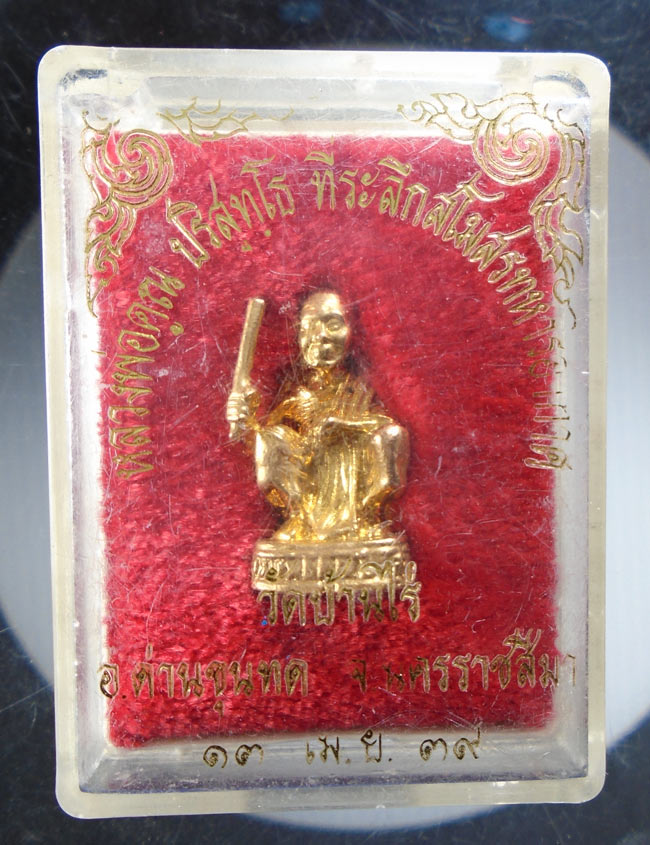 หลวงพ่อคูณ ปริสุทฺโธ ที่ระลึกสโมสรทหาร
วัดบ้านไร่
อ.ด่านขุนทด จ.นครราชสีมา
๑๓ เม.ย. ๓๙